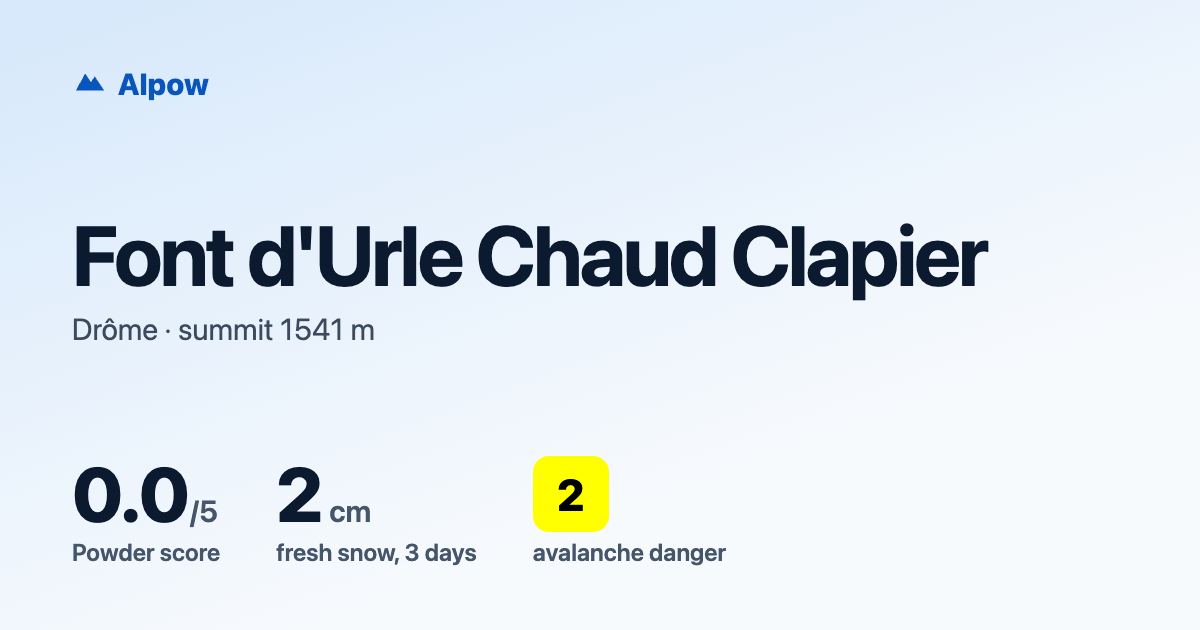 Alpow
Font d'Urle Chaud Clapier
Drôme · summit 1541 m
0.0/5
2 cm
2
Powder score
fresh snow, 3 days
avalanche danger